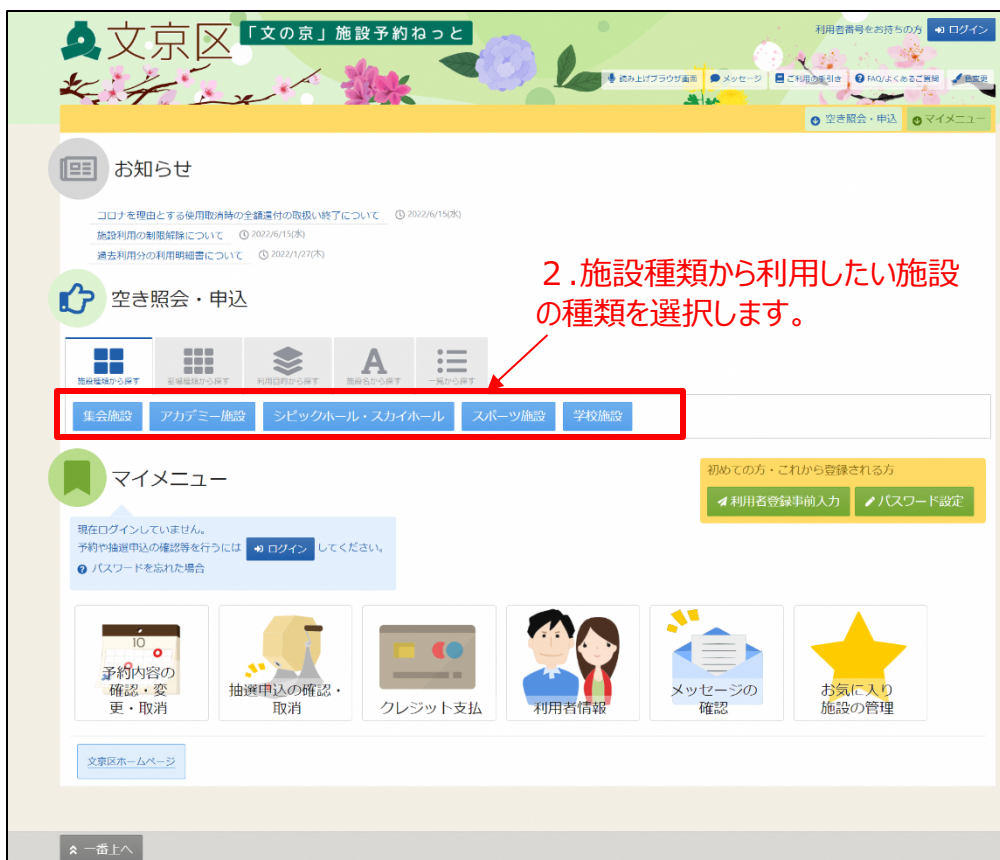 文京区
「文の京」施設予約ねっと
利用者番号をお持ちの方 ログイン
読み上げブラウザ画面 メッセージ ご利用の手引き FAQ/よくあるご質問 色変更
空き照会・申込 マイメニュー
お知らせ
コロナを理由とする使用取消時の全額還付の取扱い終了について 2022/6/15(水)
施設利用の制限解除について 2022/6/15(水)
過去利用分の利用明細書について 2022/1/27(木)
2.施設種類から利用したい施設
の種類を選択します。
空き照会・申込
施設種類から探す 室場種類から探す 利用目的から探す 施設名から探す 一覧から探す
集会施設 アカデミー施設 シビックホール・スカイホール スポーツ施設 学校施設
マイメニュー
初めての方・これから登録される方
利用者登録事前入力 パスワード設定
現在ログインしていません。
予約や抽選申込の確認等を行うには ログイン してください。
パスワードを忘れた場合
10
予約内容の
確認・変
更・取消
抽選申込の確認・
取消
クレジット支払
利用者情報
メッセージの
確認
お気に入り
施設の管理
文京区ホームページ
一番上へ